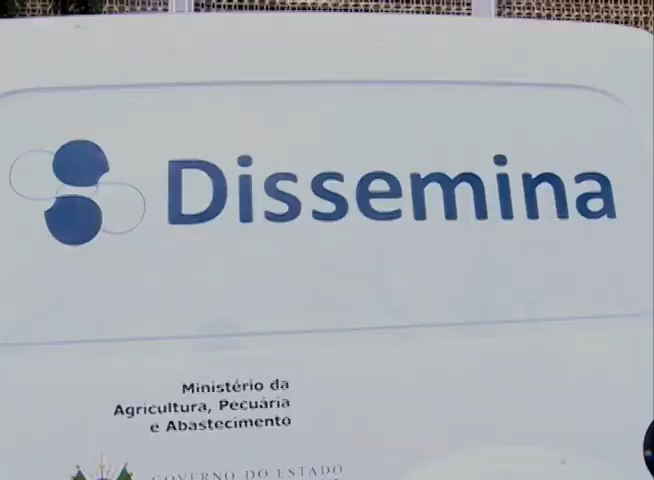 Dissemina
Ministério da
Agricultura, Pecuária
e Abastecimento
GOVERNO DO ESTADO